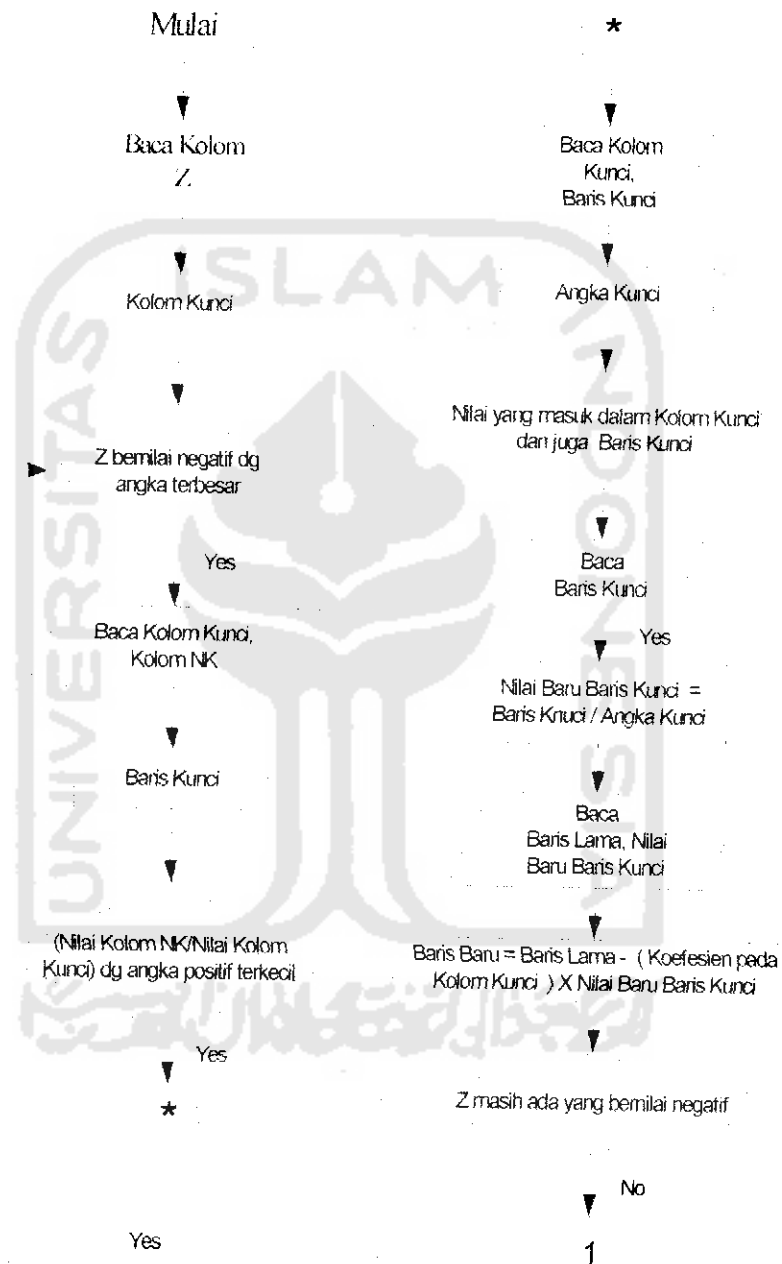 Mulai
Baca Kolom
Z
Kolom Kunci
Z bernilai negatif dg
angka terbesar
Yes
Baca Kolom Kunci,
Kolom NK
Baris Kunci
(Nilai Kolom NK/Nilai Kolom
Kunci) dg angka positif terkecil
Yes
*
Yes
*
Baca Kolom
Kunci,
Baris Kunci
Angka Kunci
Nilai yang masuk dalam Kolom Kunci
dan juga Baris Kunci
Baca
Baris Kunci
Yes
Nilai Baru Baris Kunci =
Baris Knuci / Angka Kunci
Baca
Baris Lama, Nilai
Baru Baris Kunci
Baris Baru = Baris Lama - ( Koefesien pada
Kolom Kunci ) X Nilai Baru Baris Kunci
Z masih ada yang bernilai negatif
No
1
UNIVERSITAS
ISLAM
INDONESIA